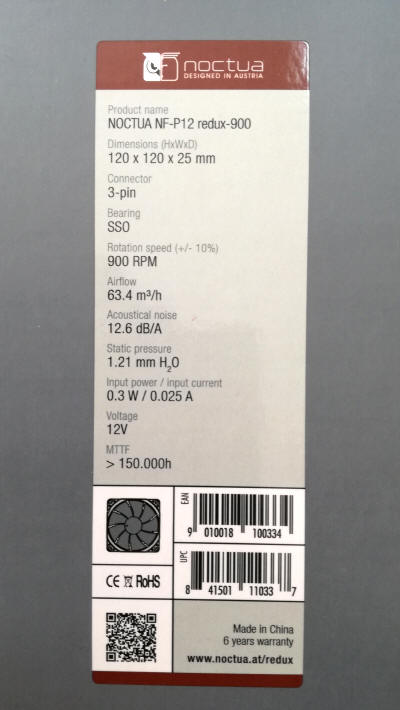 noctua
DESIGNED IN AUSTRIA
Product name
NOCTUA NF-P12 redux-900
Dimensions (HxWxD)
120 x 120 x 25 mm
Connector
3-pin
Bearing
SSO
Rotation speed (+/- 10%)
900 RPM
Airflow
63.4 m³/h
Acoustical noise
12.6 dB/A
Static pressure
1.21 mm H₂O
Input power / input current
0.3 W / 0.025 A
Voltage
12V
MTTF
> 150.000h
EAN
9 010018 100334
UPC
8 41501 11033 7
CE RoHS
Made in China
6 years warranty
www.noctua.at/redux